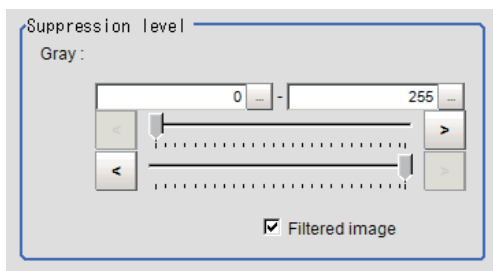 Suppression level
Gray :
0 ... - 255 ...
< >
< >
Filtered image